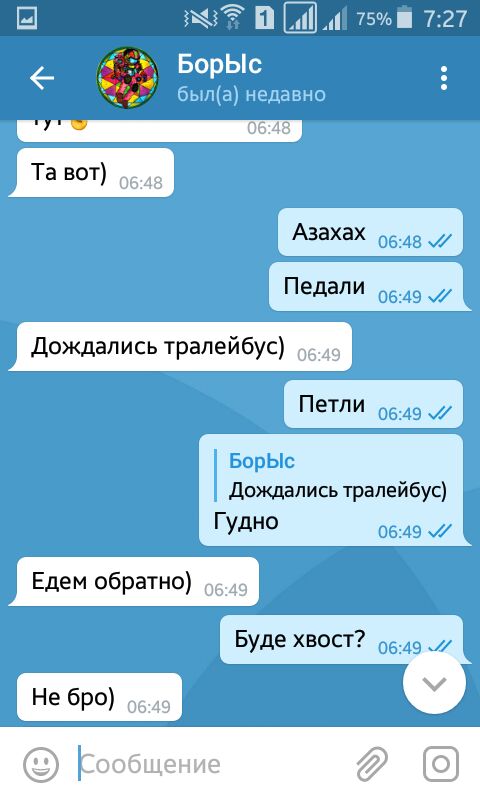 1
75%
7:27
БорЫс
был(а) недавно
06:48
Та вот)
06:48
Азахах
06:48
Педали
06:49
Дождались тралейбус)
06:49
Петли
06:49
БорЫс
Дождались тралейбус)
Гудно
06:49
Едем обратно)
06:49
Буде хвост?
06:49
Не бро)
06:49
Сообщение